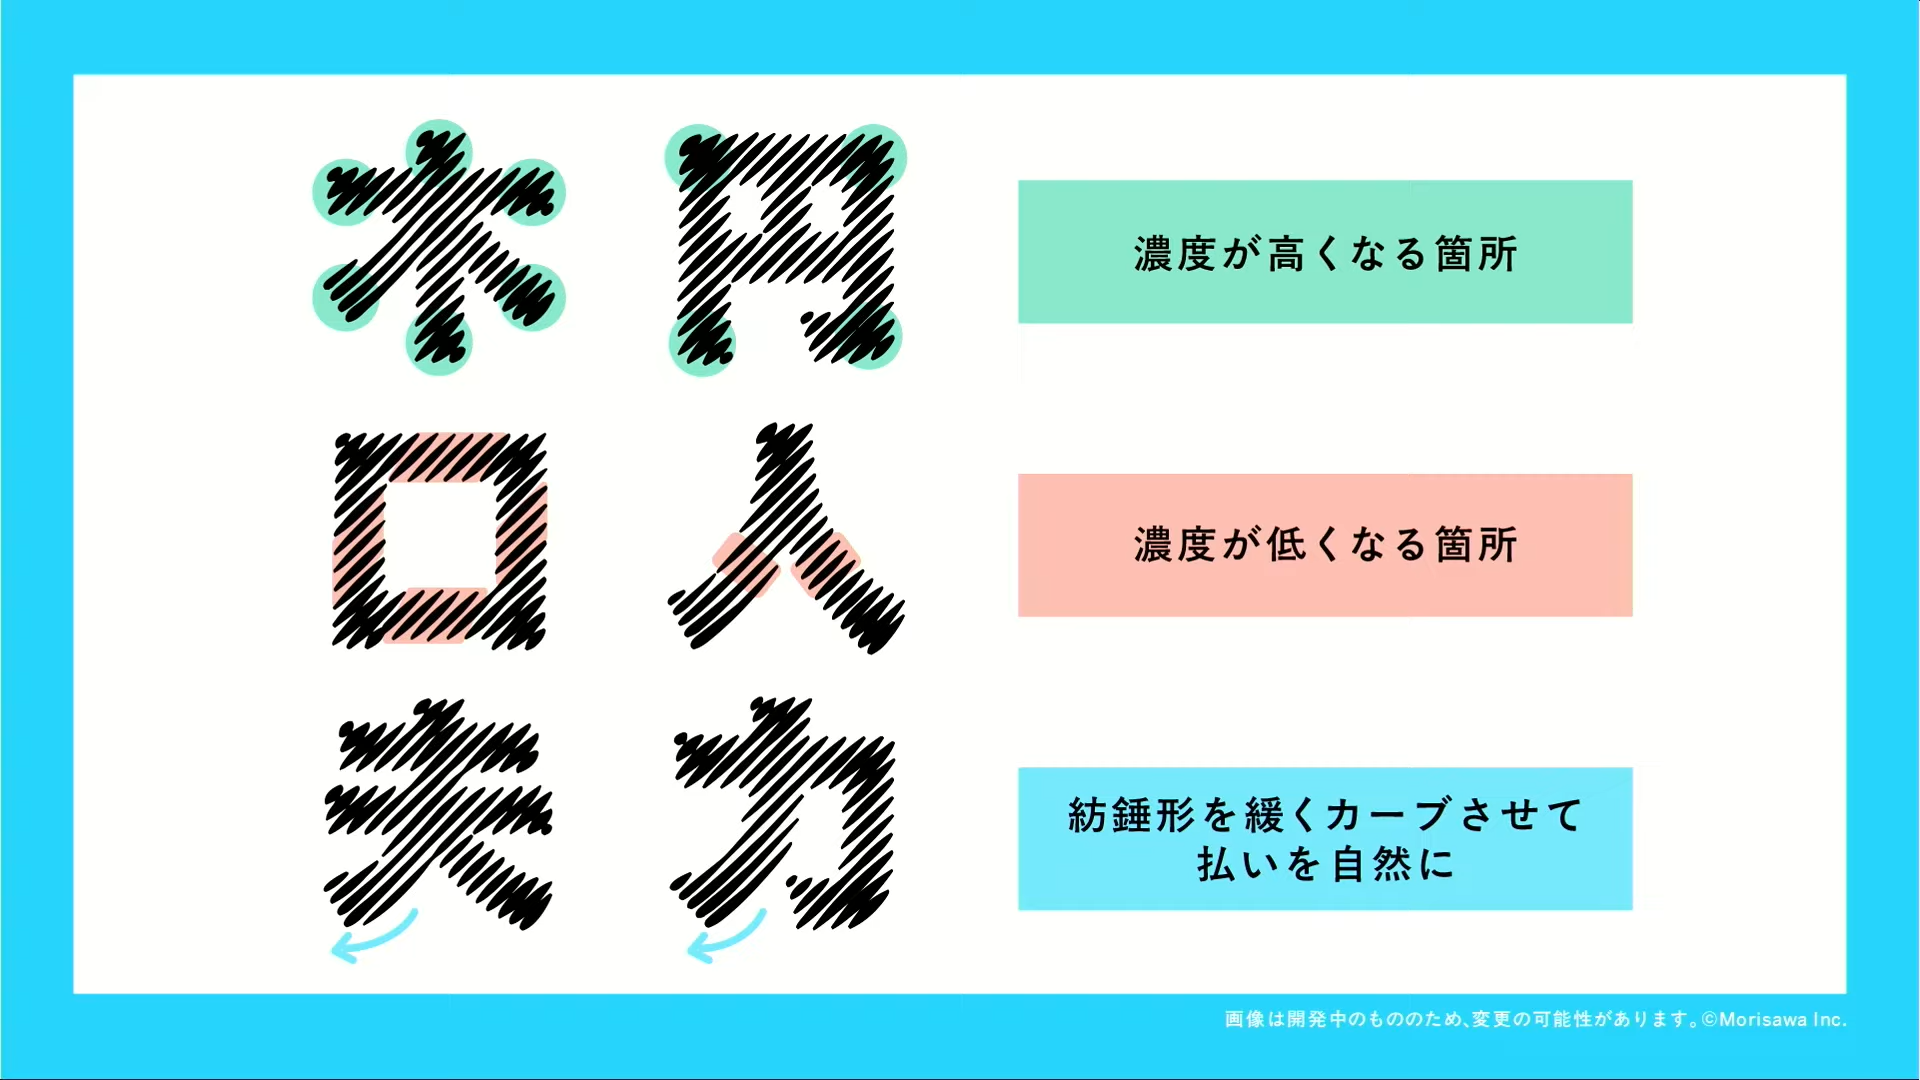 木 円
濃度が高くなる箇所
口 人
濃度が低くなる箇所
夫 力
紡錘形を緩くカーブさせて
払いを自然に
画像は開発中のもののため、変更の可能性があります。©Morisawa Inc.